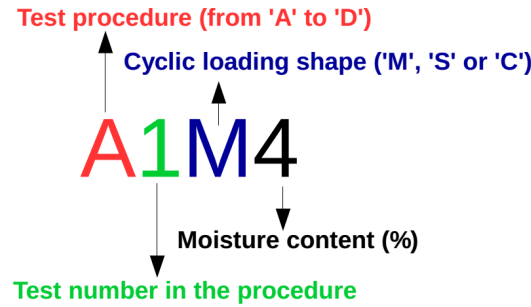 Test procedure (from 'A' to 'D')
Cyclic loading shape ('M', 'S' or 'C')
A1M4
Moisture content (%)
Test number in the procedure